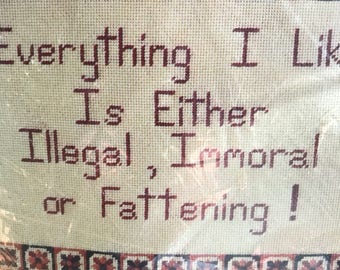 Everything I Lik
Is Either
Illegal, Immoral
or Fattening!